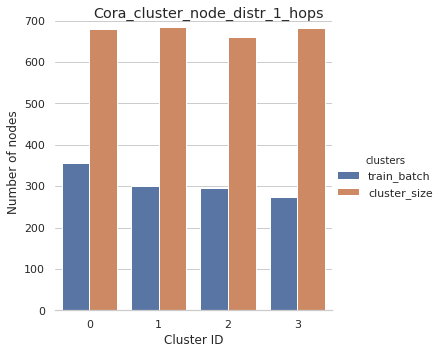 Cora_cluster_node_distr_1_hops
Number of nodes
700
600
500
400
300
200
100
0
0 1 2 3
Cluster ID
clusters
train_batch
cluster_size